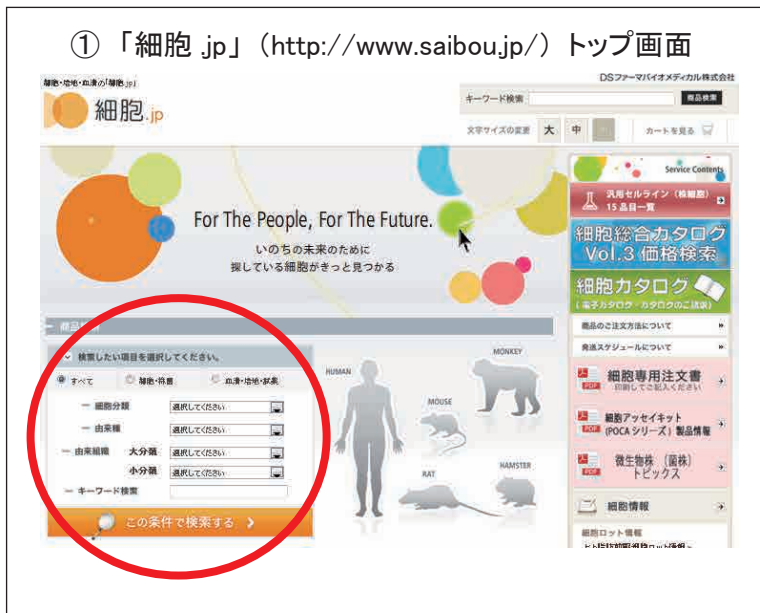 ① 「細胞.jp」（http://www.saibou.jp/）トップ画面
細胞・培地・血清の「細胞.jp」
DSファーマバイオメディカル株式会社
細胞.jp
キーワード検索
商品検索
文字サイズの変更 大 中
カートを見る
For The People, For The Future.
いのちの未来のために
探している細胞がきっと見つかる
Service Contents
汎用セルライン（株細胞）
15品目一覧
細胞総合カタログ
Vol.3 価格検索
細胞カタログ
商品のご注文方法について
発送スケジュールについて
細胞専用注文書
印刷してご記入ください
PDF
細胞アッセイキット
(POCAシリーズ) 製品情報
PDF
微生物株（菌株）
トピックス
PDF
細胞情報
細胞ロット情報
検索したい項目を選択してください。
すべて
血清・培地・試薬
細胞分類 選択してください
由来種 選択してください
由来組織 大分類 選択してください
小分類 選択してください
キーワード検索
この条件で検索する
HUMAN
MONKEY
MOUSE
RAT
HAMSTER